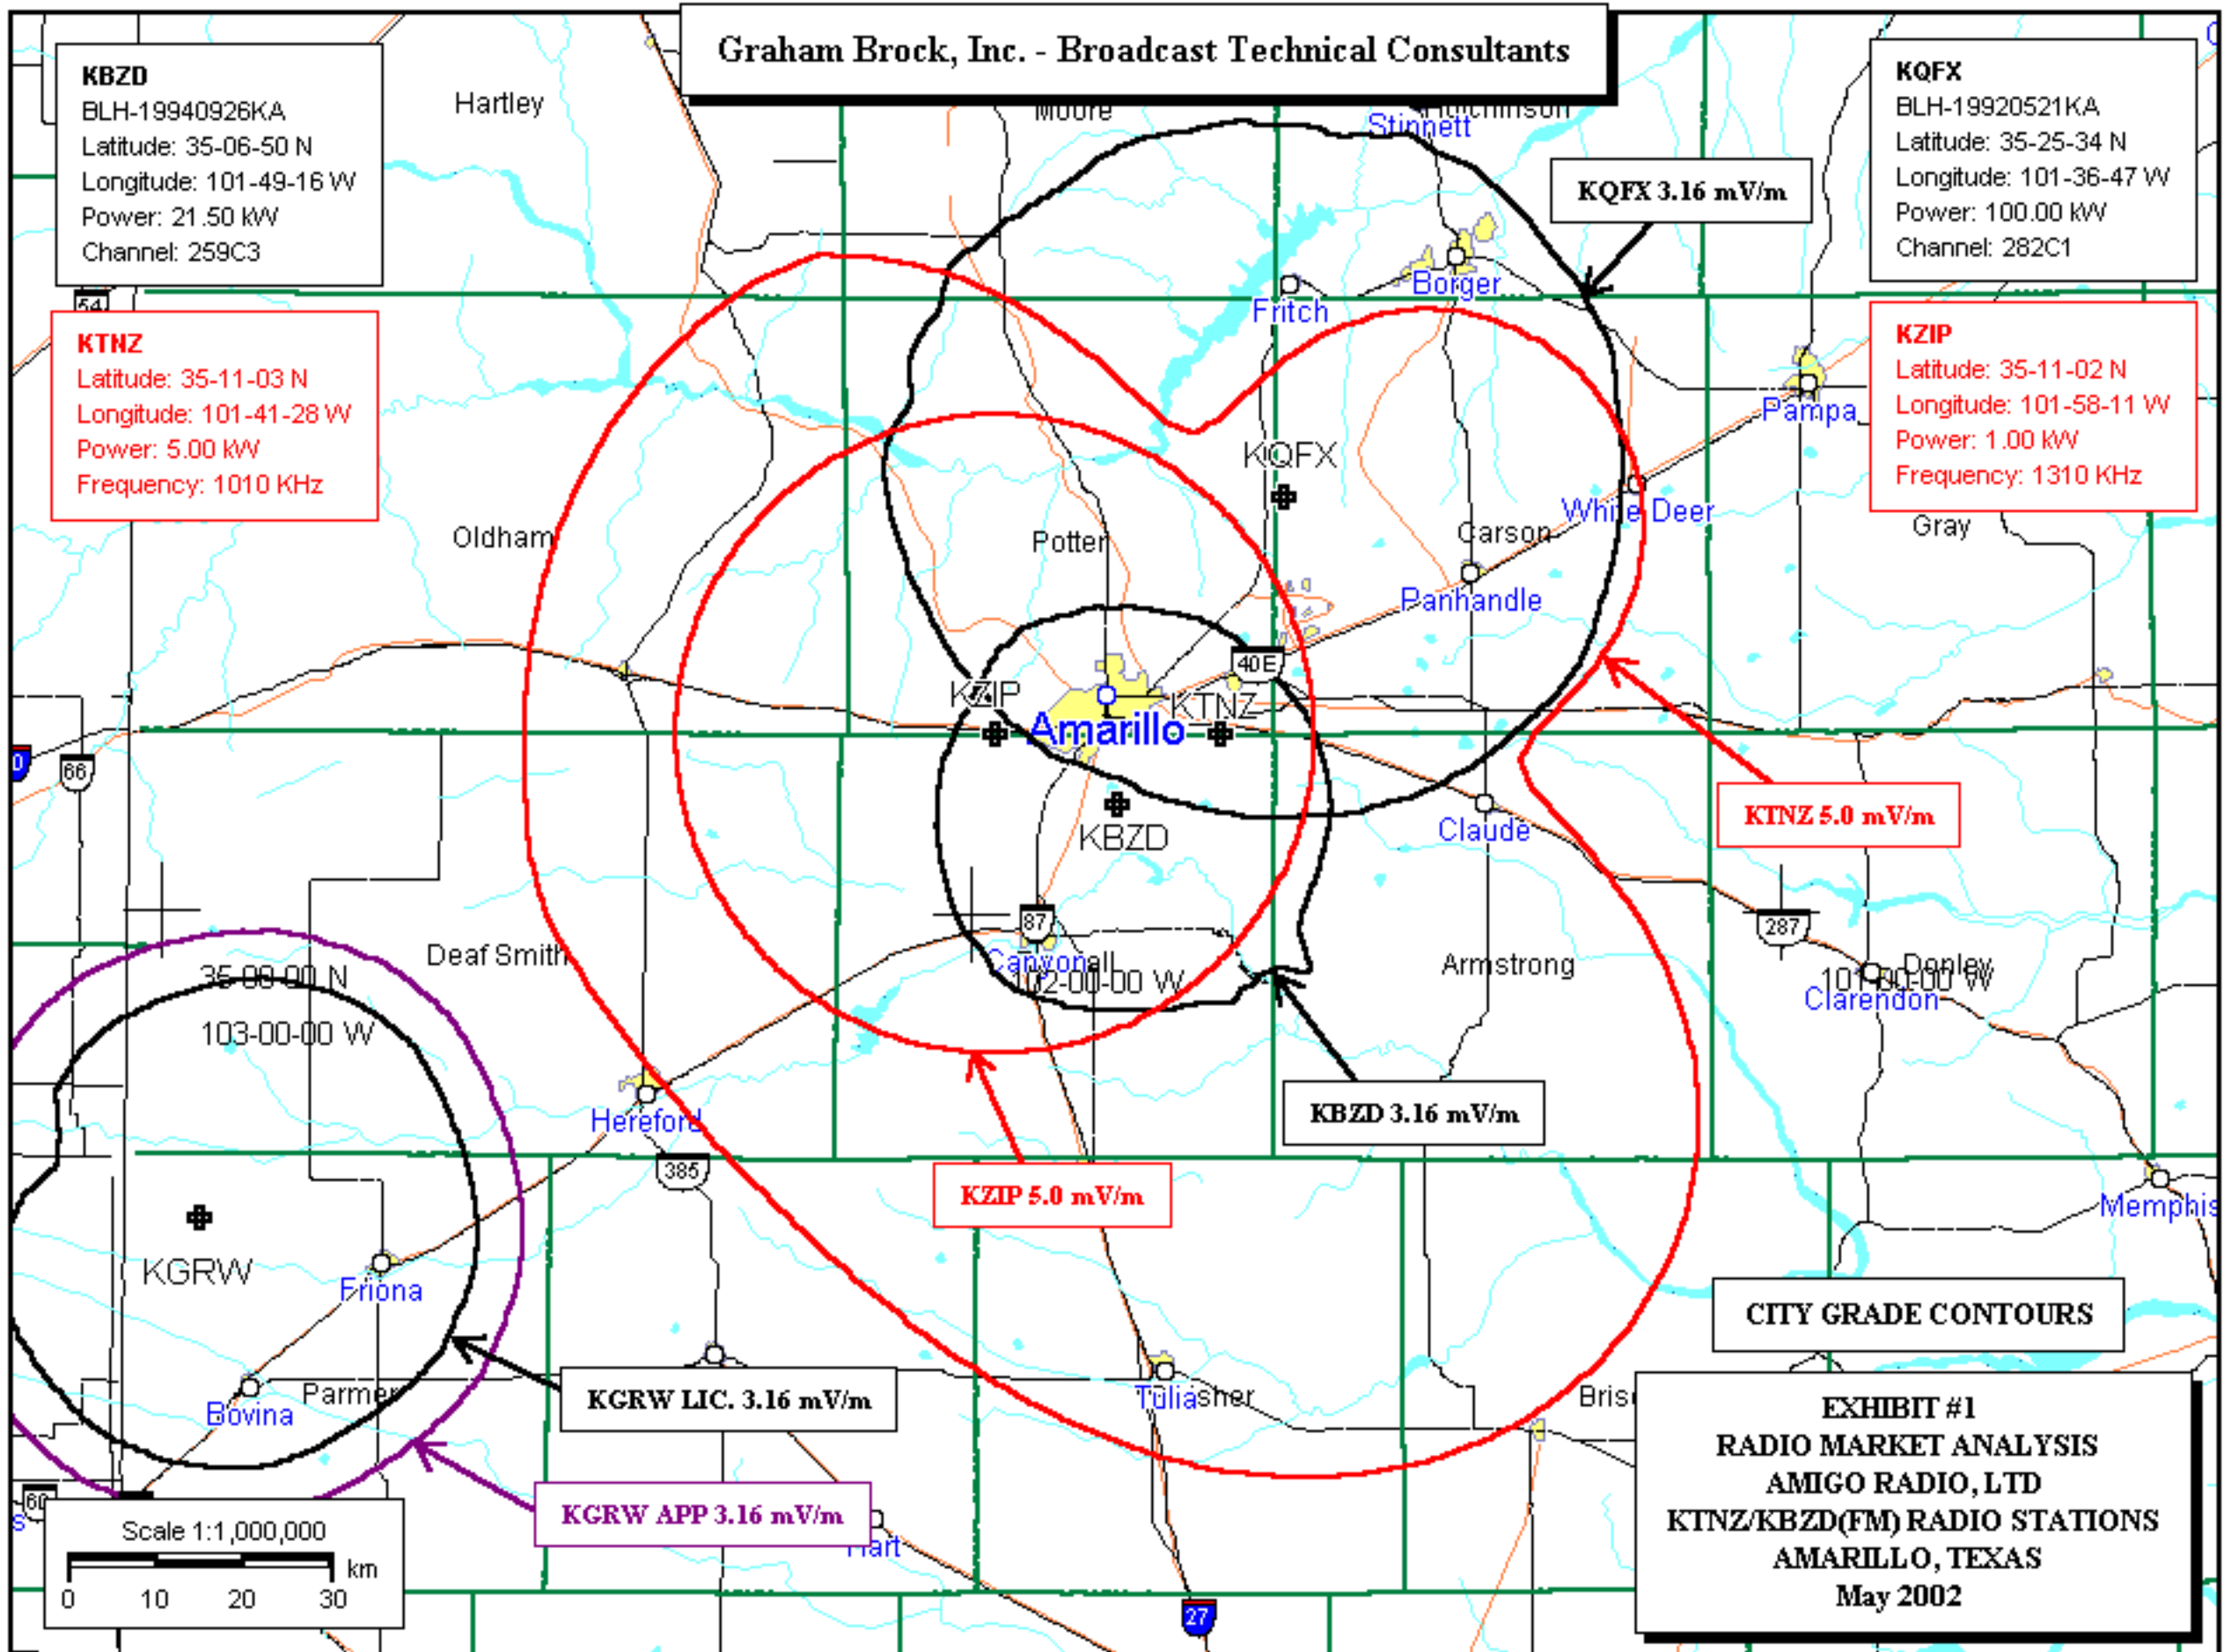 Graham Brock, Inc. - Broadcast Technical Consultants
KBZD
BLH-19940926KA
Latitude: 35-06-50 N
Longitude: 101-49-16 W
Power: 21.50 kW
Channel: 259C3
KQFX
BLH-19920521KA
Latitude: 35-25-34 N
Longitude: 101-36-47 W
Power: 100.00 kW
Channel: 282C1
KTNZ
Latitude: 35-11-03 N
Longitude: 101-41-28 W
Power: 5.00 kW
Frequency: 1010 KHz
KZIP
Latitude: 35-11-02 N
Longitude: 101-58-11 W
Power: 1.00 kW
Frequency: 1310 KHz
Hartley
Moore
Hutchinson
Stinnett
KQFX 3.16 mV/m
54
Borger
Fritch
Pampa
KQFX
White Deer
Oldham
Potter
Carson
Gray
Panhandle
40E
KZIP
KTNZ
Amarillo
66
KTNZ 5.0 mV/m
KBZD
Claude
87
287
Deaf Smith
Canyon
Armstrong
Donley
35-00-00 N
102-00-00 W
101-00-00 W
Clarendon
103-00-00 W
KBZD 3.16 mV/m
Hereford
385
KZIP 5.0 mV/m
Memphis
KGRW
Friona
CITY GRADE CONTOURS
KGRW LIC. 3.16 mV/m
Parmer
Bovina
Tulia
KGRW APP 3.16 mV/m
60
Hart
27
Scale 1:1,000,000
km
0 10 20 30
EXHIBIT #1
RADIO MARKET ANALYSIS
AMIGO RADIO, LTD
KTNZ/KBZD(FM) RADIO STATIONS
AMARILLO, TEXAS
May 2002